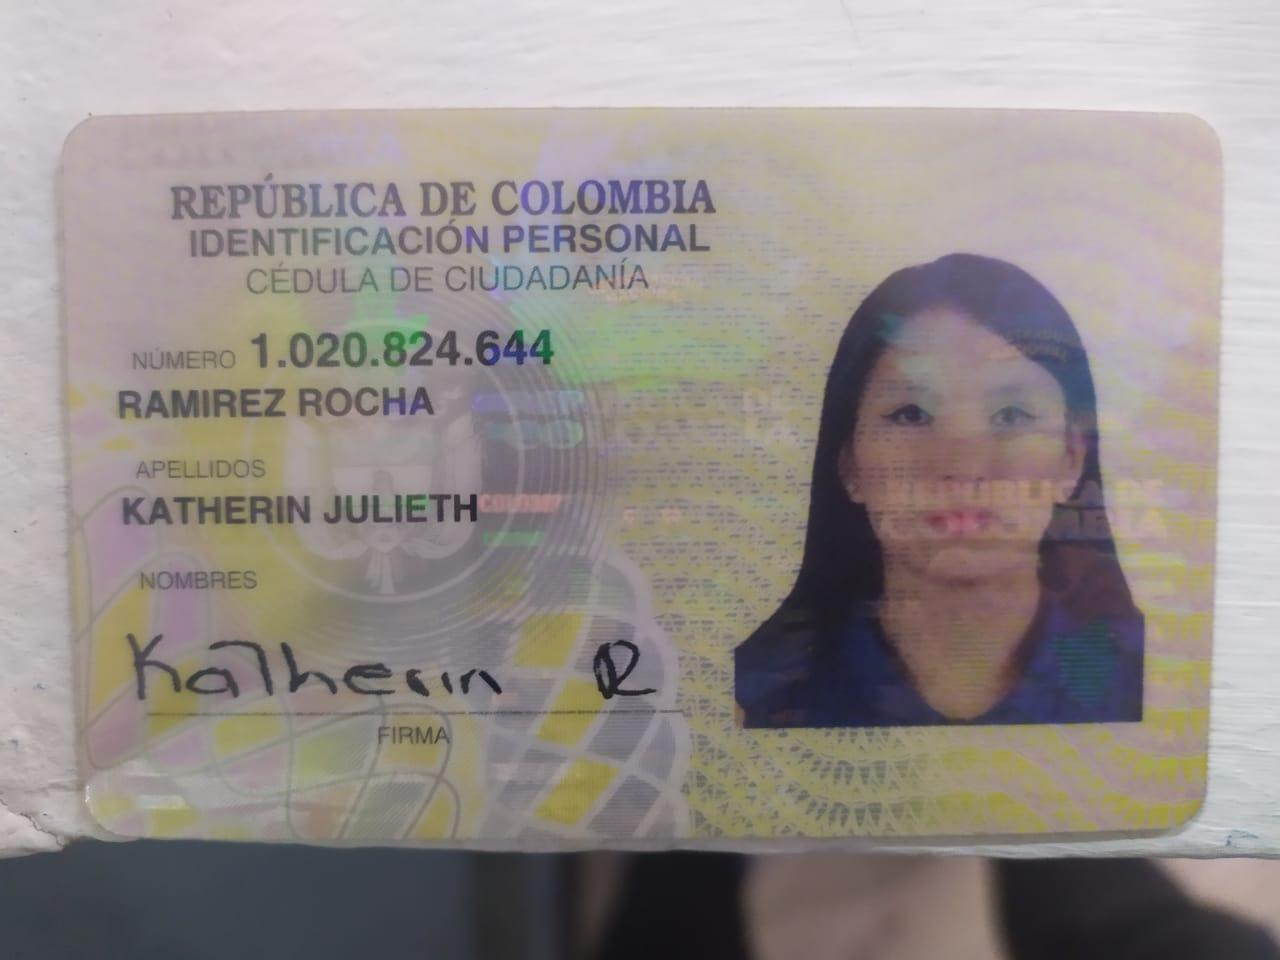 REPÚBLICA DE COLOMBIA
IDENTIFICACIÓN PERSONAL
CÉDULA DE CIUDADANÍA
NÚMERO 1.020.824.644
RAMIREZ ROCHA
APELLIDOS
KATHERIN JULIETH
NOMBRES
Katherin R
FIRMA
REPÚBLICA DE
COLOMBIA